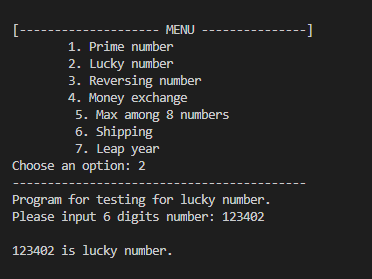 [-------------------- MENU ---------------]
1. Prime number
2. Lucky number
3. Reversing number
4. Money exchange
5. Max among 8 numbers
6. Shipping
7. Leap year
Choose an option: 2
------------------------------------------
Program for testing for lucky number.
Please input 6 digits number: 123402
123402 is lucky number.